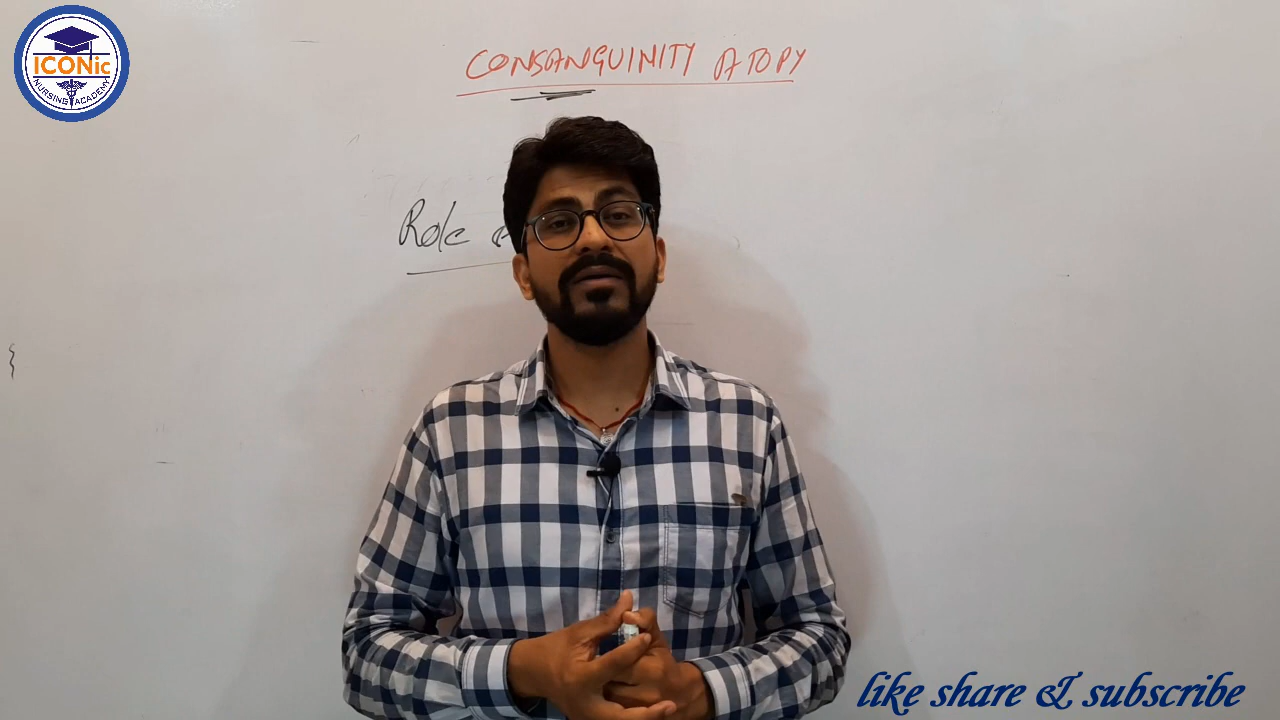 ICONic
NURSING ACADEMY
CONSANGUINITY ATOPY
Role
like share & subscribe